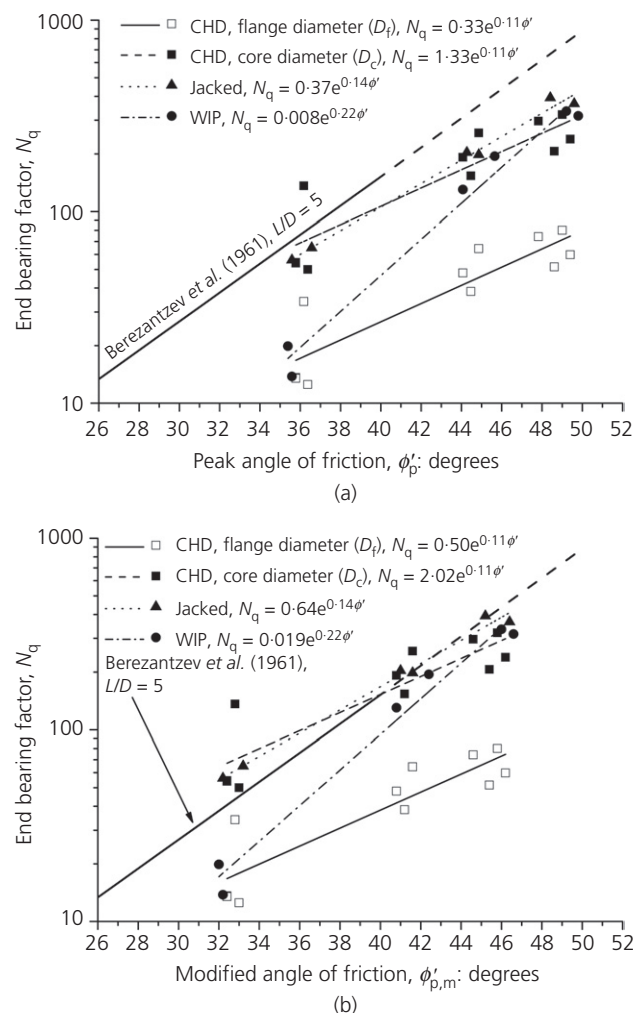 1000
100
10
End bearing factor, Nq
CHD, flange diameter (Df), Nq = 0·33e^0·11ϕ′
CHD, core diameter (Dc), Nq = 1·33e^0·11ϕ′
Jacked, Nq = 0·37e^0·14ϕ′
WIP, Nq = 0·008e^0·22ϕ′
Berezantzev et al. (1961), L/D = 5
26 28 30 32 34 36 38 40 42 44 46 48 50 52
Peak angle of friction, ϕ′p: degrees
(a)
1000
100
10
End bearing factor, Nq
CHD, flange diameter (Df), Nq = 0·50e^0·11ϕ′
CHD, core diameter (Dc), Nq = 2·02e^0·11ϕ′
Jacked, Nq = 0·64e^0·14ϕ′
WIP, Nq = 0·019e^0·22ϕ′
Berezantzev et al. (1961),
L/D = 5
26 28 30 32 34 36 38 40 42 44 46 48 50 52
Modified angle of friction, ϕ′p,m: degrees
(b)